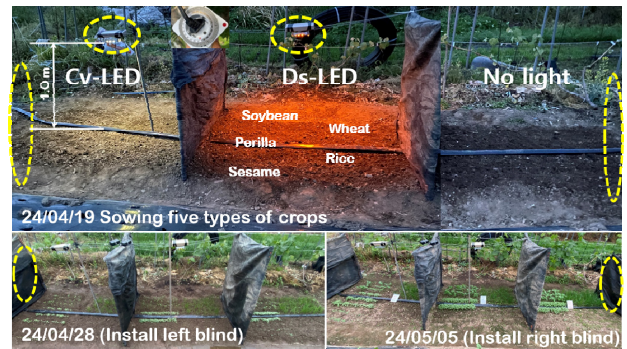 Cv-LED
Ds-LED
No light
1.0 m
Soybean
Wheat
Perilla
Rice
Sesame
24/04/19 Sowing five types of crops
24/04/28 (Install left blind)
24/05/05 (Install right blind)